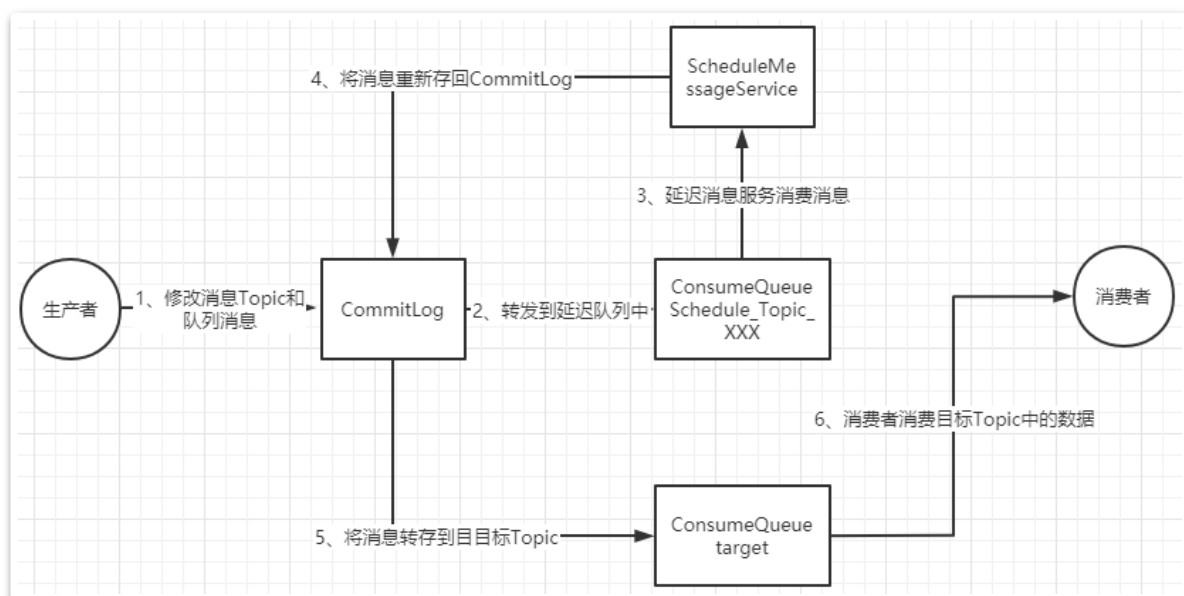 ScheduleMe
ssageService
4、将消息重新存回CommitLog
3、延迟消息服务消费消息
生产者
1、修改消息Topic和
队列消息
CommitLog
2、转发到延迟队列中
ConsumeQueue
Schedule_Topic_
XXX
消费者
6、消费者消费目标Topic中的数据
5、将消息转存到目目标Topic
ConsumeQueue
target